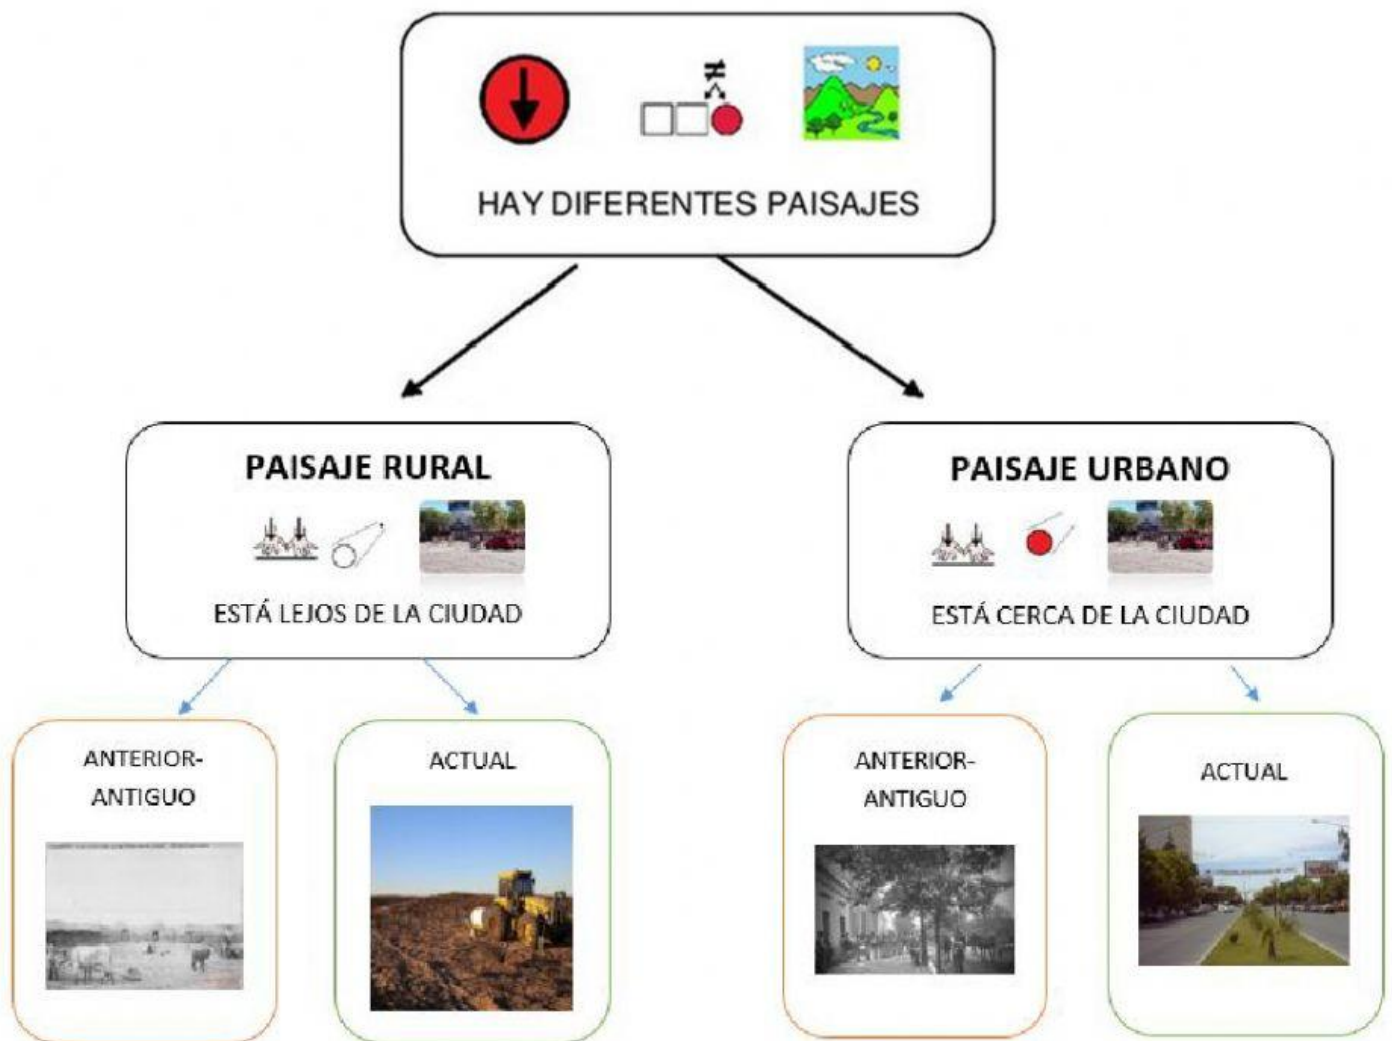 HAY DIFERENTES PAISAJES
PAISAJE RURAL
ESTÁ LEJOS DE LA CIUDAD
PAISAJE URBANO
ESTÁ CERCA DE LA CIUDAD
ANTERIOR-
ANTIGUO
ACTUAL
ANTERIOR-
ANTIGUO
ACTUAL